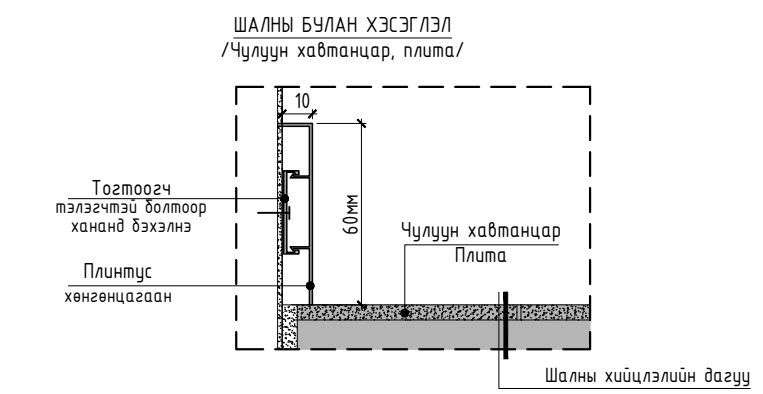 ШАЛНЫ БУЛАН ХЭСЭГЛЭЛ
/Чулуун хавтанцар, плита/
10
Тогтоогч
тэлэгчтэй болтоор
хананд бэхэлнэ
60мм
Чулуун хавтанцар
Плита
Плинтус
хөнгөнцагаан
Шалны хийцлэлийн дагуу